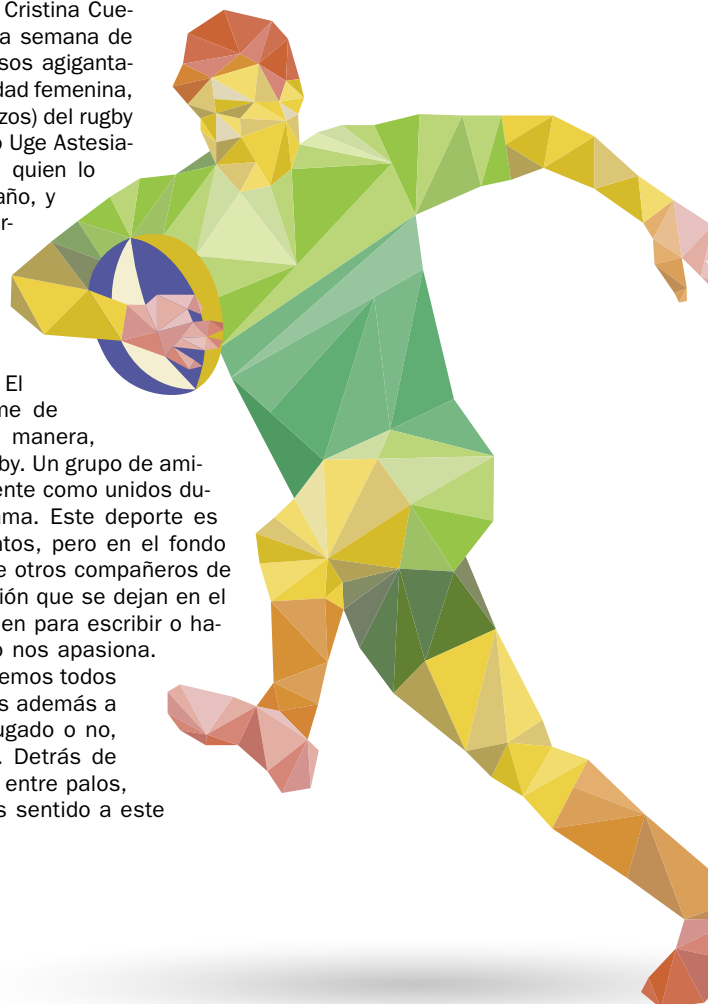 Cristina Cue-
a semana de
sos aganta-
dad femenina,
zos) del rugby
o Uge Astesia-
quien lo
año, y
r-
El
me de
manera,
by. Un grupo de ami-
ente como unidos du-
ma. Este deporte es
ntos, pero en el fondo
e otros compañeros de
ión que se dejan en el
en para escribir o ha-
o nos apasiona.
emos todos
s además a
ugado o no,
. Detrás de
entre palos,
s sentido a este